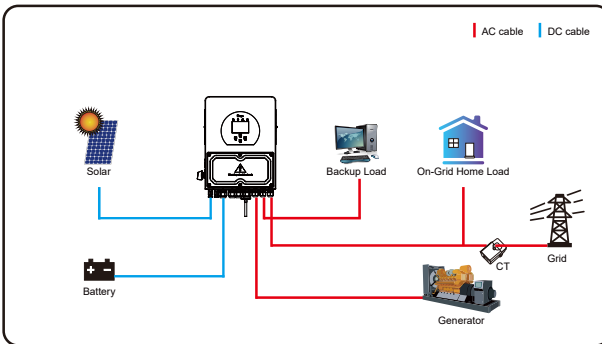 AC cable
DC cable
Solar
Backup Load
On-Grid Home Load
Grid
CT
Battery
Generator